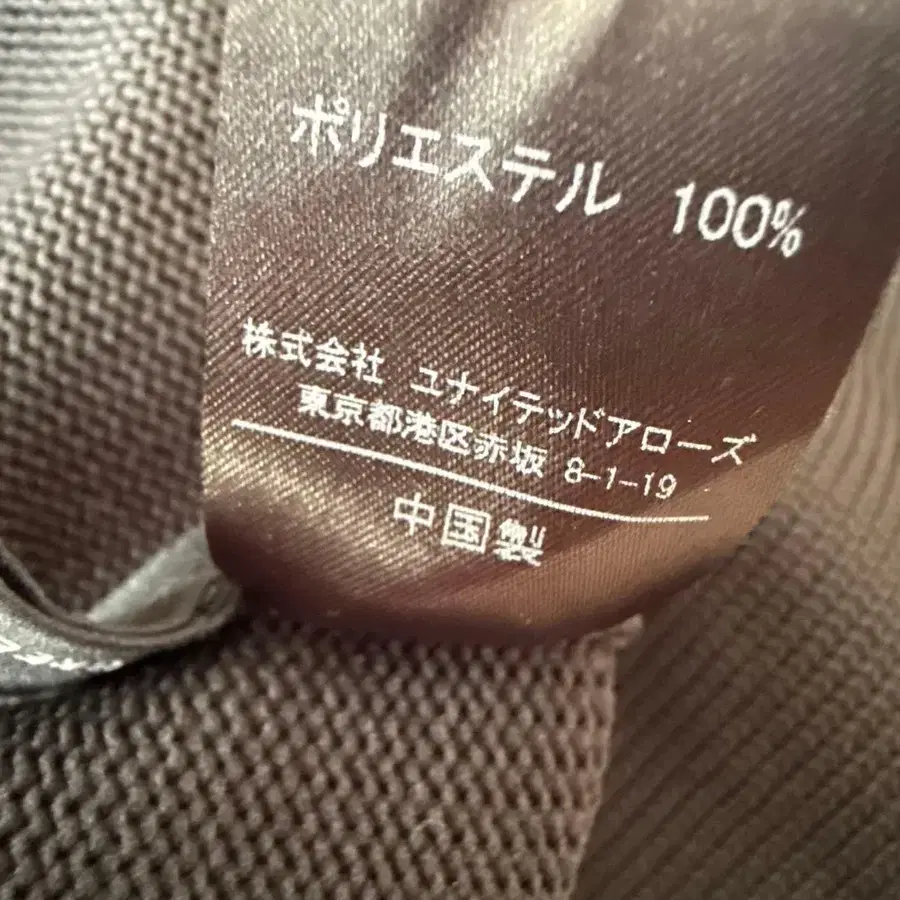 ポリエステル 100%
株式会社 ユナイテッドアローズ
東京都港区赤坂 8-1-19
中国製